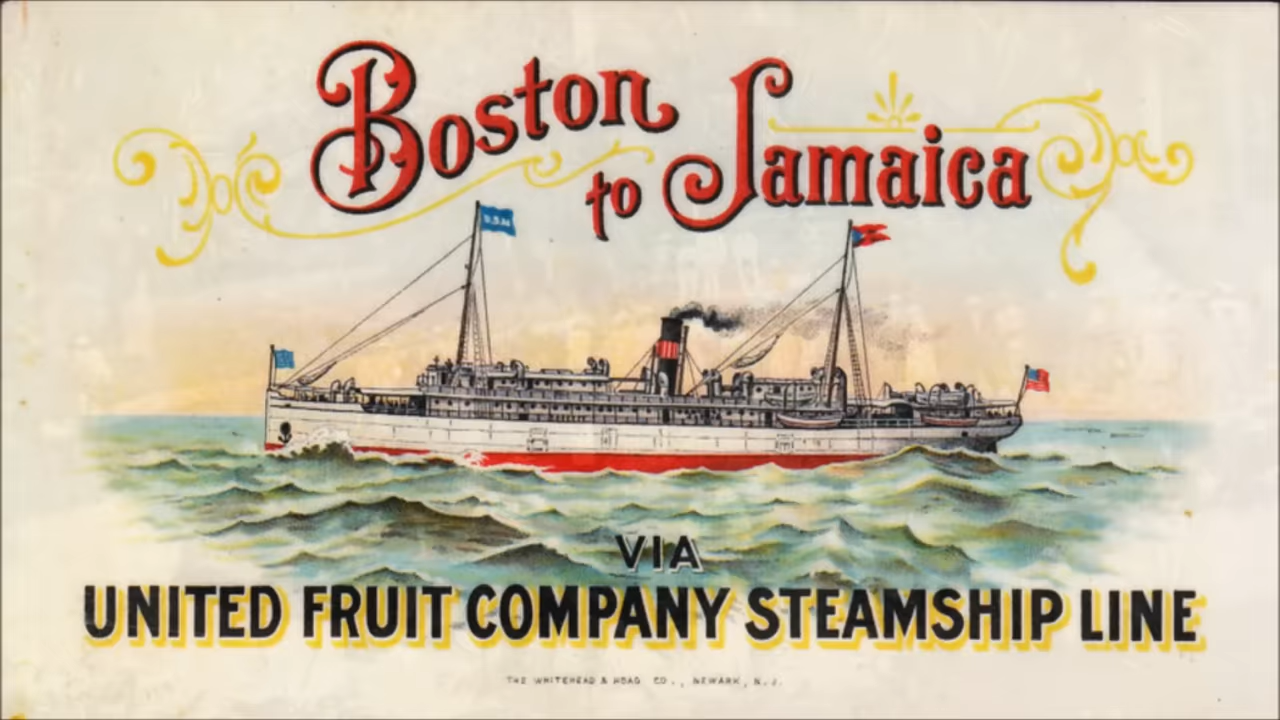 Boston
to Jamaica
VIA
UNITED FRUIT COMPANY STEAMSHIP LINE
THE WHITEHEAD & HOAG CO., NEWARK, N.J.